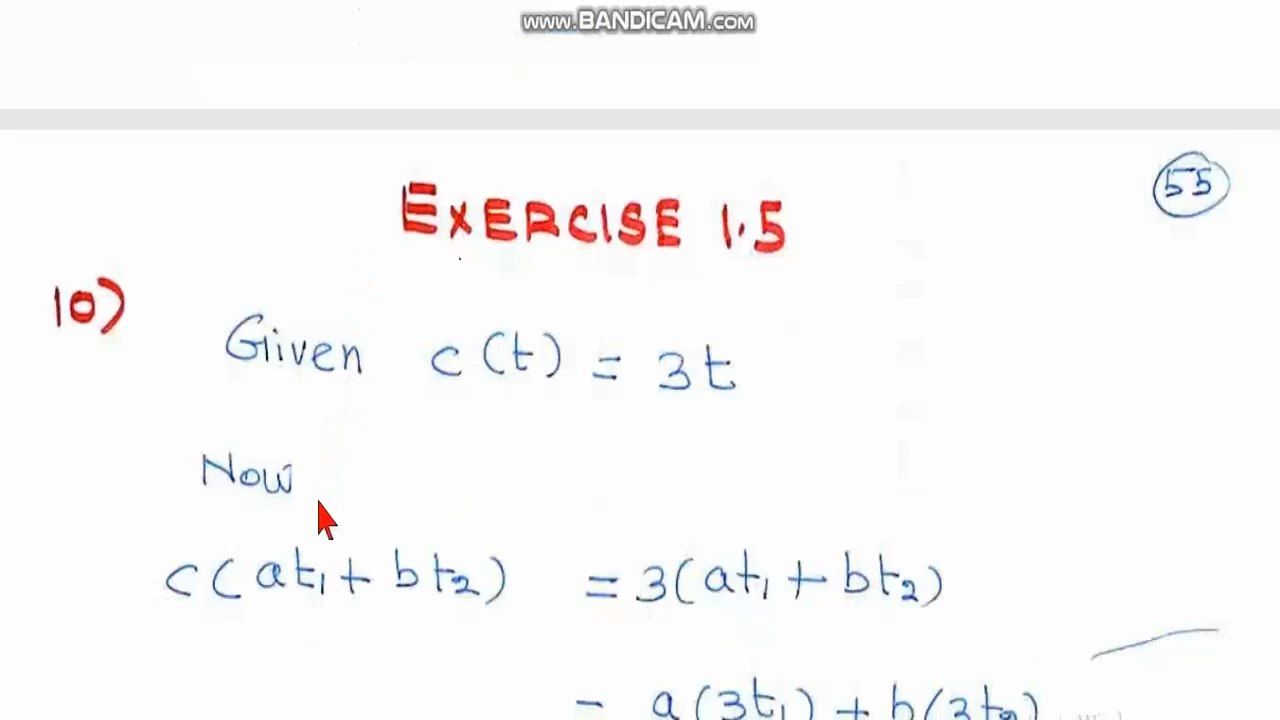 www.BANDICAM.com
55
EXERCISE 1.5
10)
Given c(t) = 3t
Now
c(at₁ + bt₂) = 3(at₁ + bt₂)
= a(3t₁) + b(3t₂)